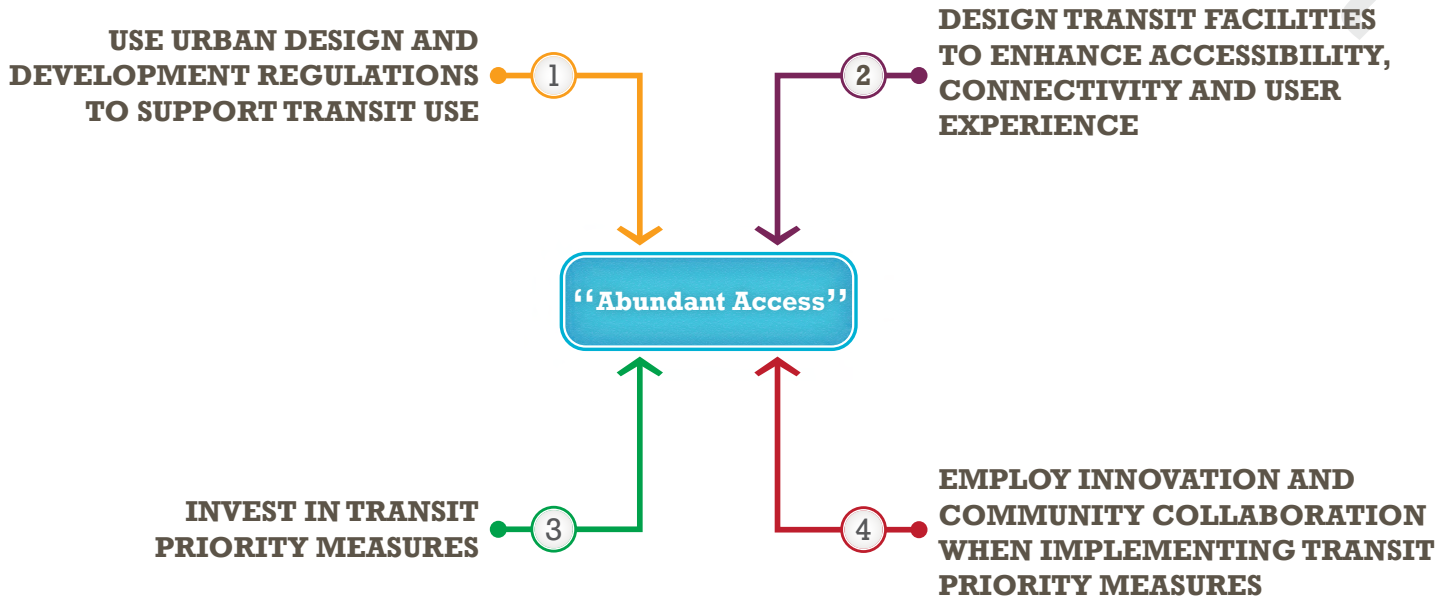 USE URBAN DESIGN AND
DEVELOPMENT REGULATIONS
TO SUPPORT TRANSIT USE
1
2
DESIGN TRANSIT FACILITIES
TO ENHANCE ACCESSIBILITY,
CONNECTIVITY AND USER
EXPERIENCE
“Abundant Access”
INVEST IN TRANSIT
PRIORITY MEASURES
3
4
EMPLOY INNOVATION AND
COMMUNITY COLLABORATION
WHEN IMPLEMENTING TRANSIT
PRIORITY MEASURES